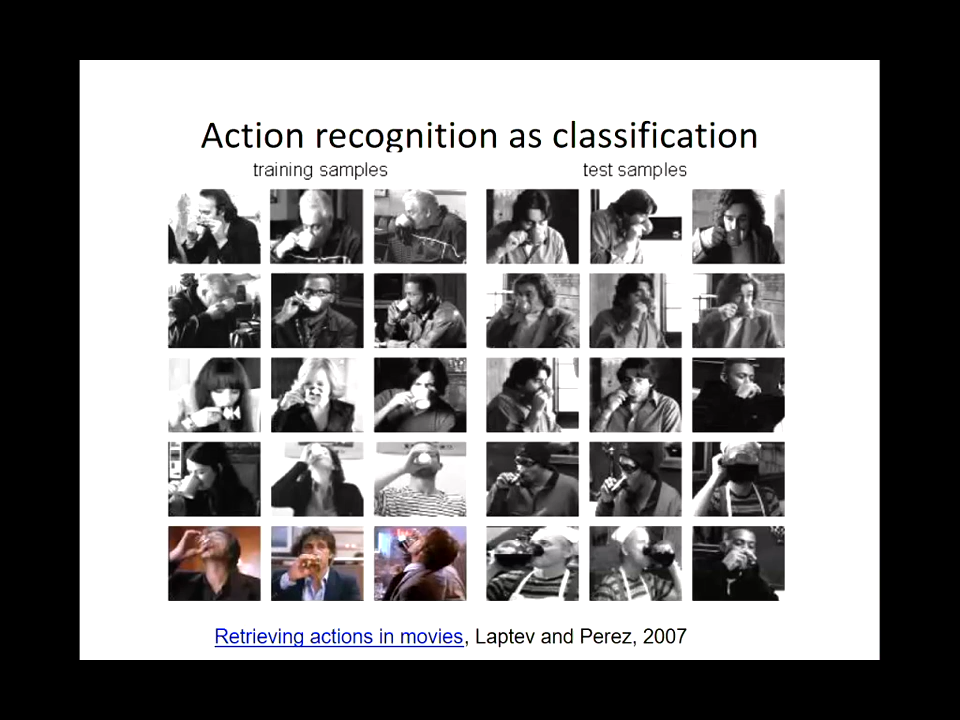 Action recognition as classification
training samples test samples
Retrieving actions in movies, Laptev and Perez, 2007